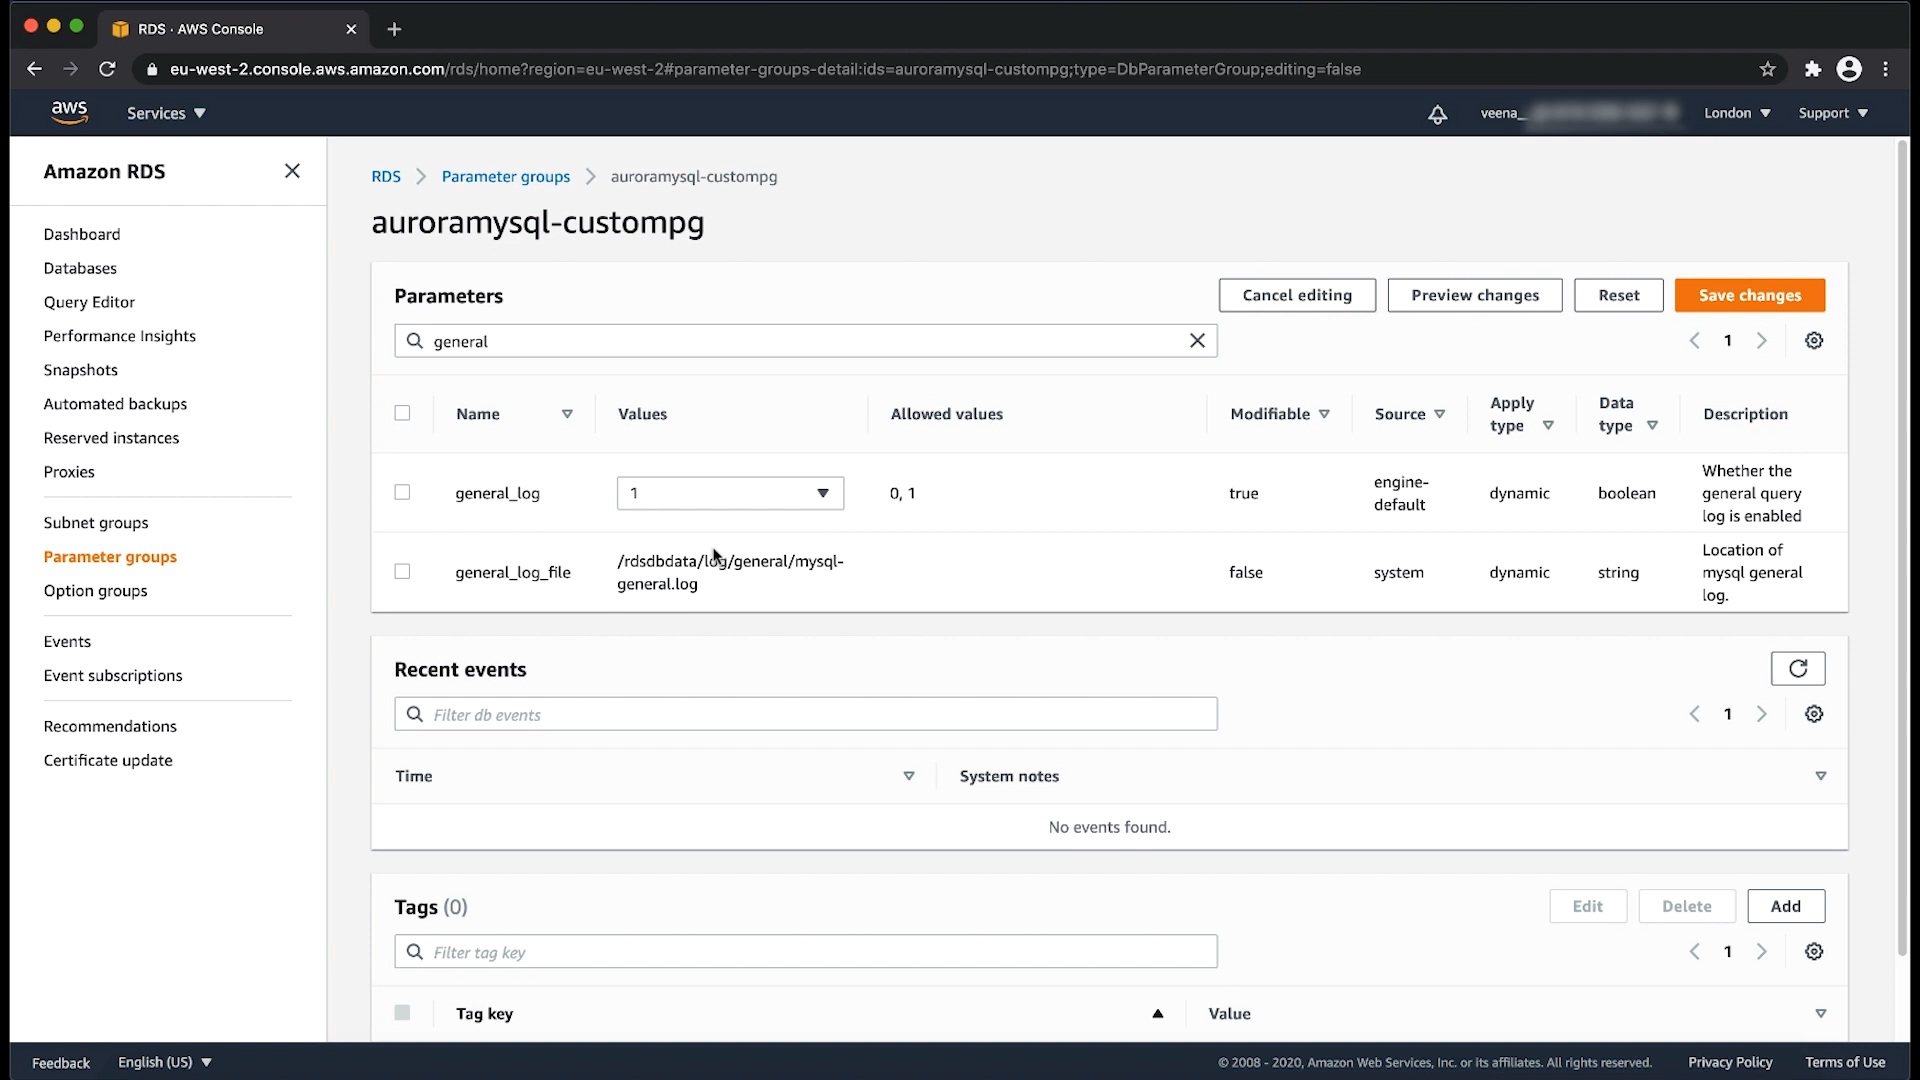 RDS · AWS Console
eu-west-2.console.aws.amazon.com/rds/home?region=eu-west-2#parameter-groups-detail:ids=auroramysql-custompg;type=DbParameterGroup;editing=false
aws
Services
veena_
London
Support
Amazon RDS
Dashboard
Databases
Query Editor
Performance Insights
Snapshots
Automated backups
Reserved instances
Proxies
Subnet groups
Parameter groups
Option groups
Events
Event subscriptions
Recommendations
Certificate update
RDS > Parameter groups > auroramysql-custompg
auroramysql-custompg
Parameters
Cancel editing
Preview changes
Reset
Save changes
general
1
Name
Values
Allowed values
Modifiable
Source
Apply
type
Data
type
Description
general_log
1
0, 1
true
engine-
default
dynamic
boolean
Whether the
general query
log is enabled
general_log_file
/rdsdbdata/log/general/mysql-
general.log
false
system
dynamic
string
Location of
mysql general
log.
Recent events
Filter db events
1
Time
System notes
No events found.
Tags (0)
Edit
Delete
Add
Filter tag key
1
Tag key
Value
Feedback
English (US)
© 2008 - 2020, Amazon Web Services, Inc. or its affiliates. All rights reserved.
Privacy Policy
Terms of Use